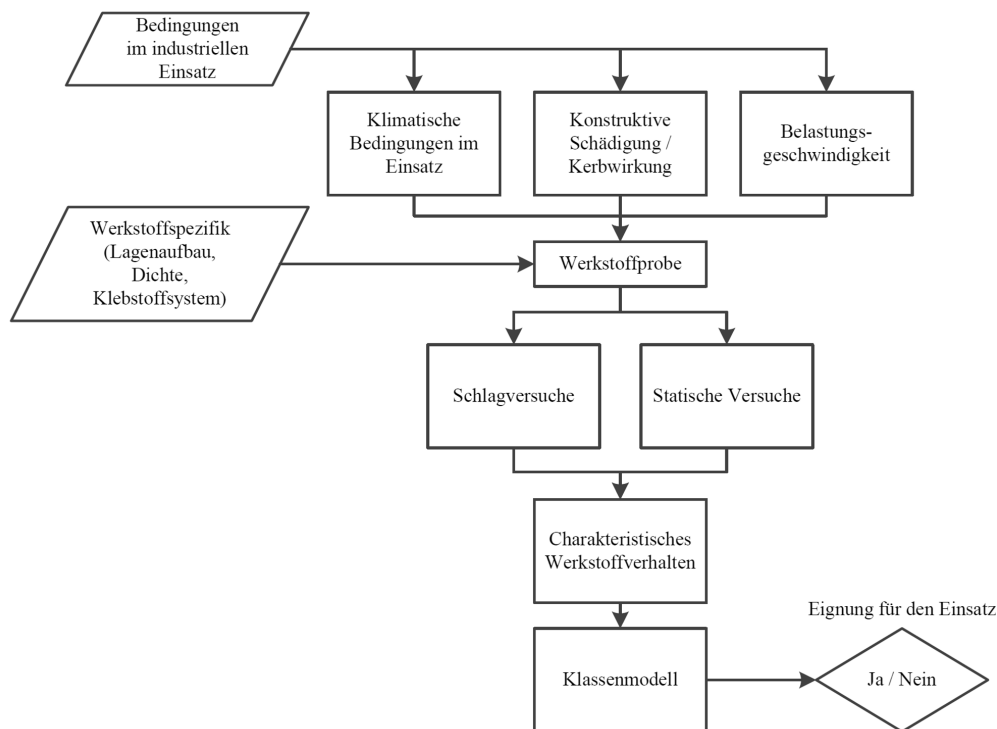 Bedingungen
im industriellen
Einsatz
Klimatische
Bedingungen im
Einsatz
Konstruktive
Schädigung /
Kerbwirkung
Belastungs-
geschwindigkeit
Werkstoffspezifik
(Lagenaufbau,
Dichte,
Klebstoffsystem)
Werkstoffprobe
Schlagversuche
Statische Versuche
Charakteristisches
Werkstoffverhalten
Klassenmodell
Eignung für den Einsatz
Ja / Nein